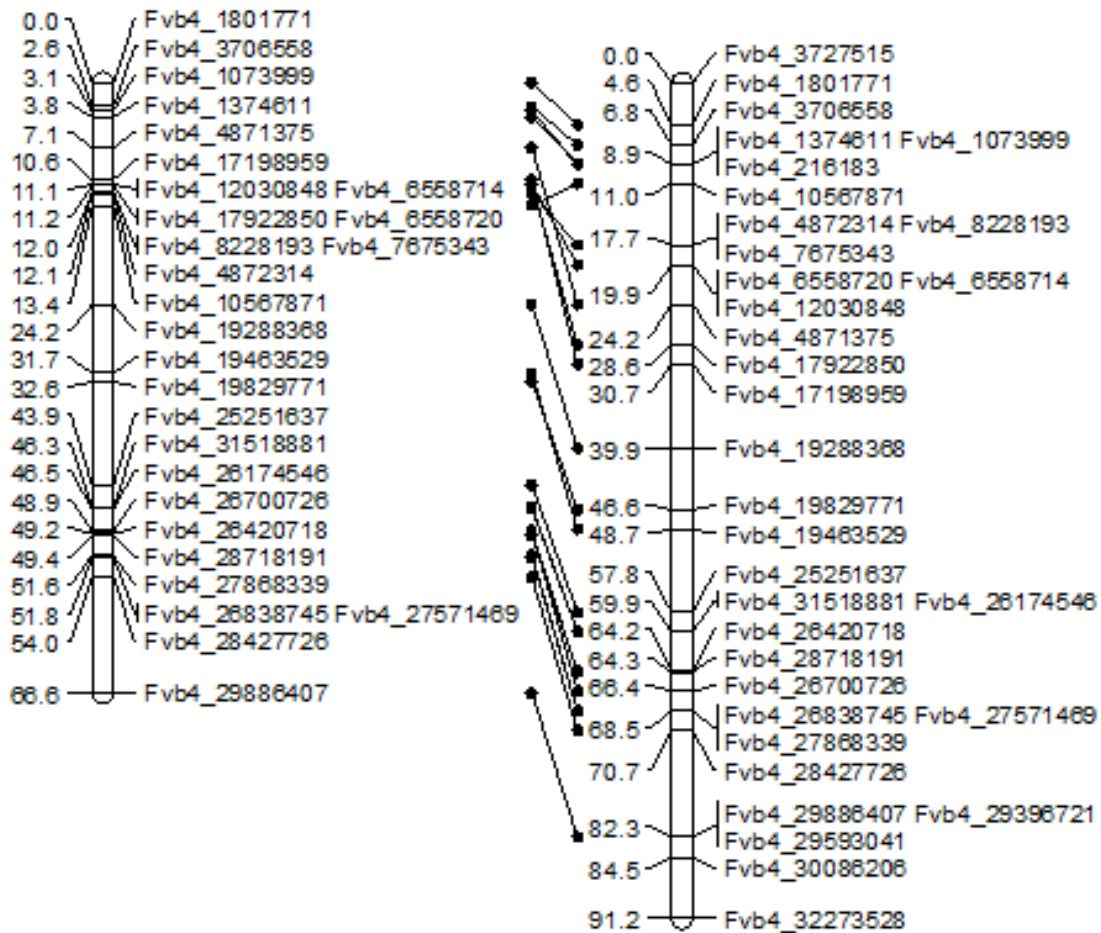 0.0 Fvb4_1801771
2.6 Fvb4_3706558
3.1 Fvb4_1073999
3.8 Fvb4_1374611
7.1 Fvb4_4871375
10.6 Fvb4_17198959
11.1 Fvb4_12030848 Fvb4_6558714
11.2 Fvb4_17922850 Fvb4_6558720
12.0 Fvb4_8228193 Fvb4_7675343
12.1 Fvb4_4872314
13.4 Fvb4_10567871
24.2 Fvb4_19288368
31.7 Fvb4_19463529
32.6 Fvb4_19829771
43.9 Fvb4_25251637
46.3 Fvb4_31518881
46.5 Fvb4_26174546
48.9 Fvb4_26700726
49.2 Fvb4_26420718
49.4 Fvb4_28718191
51.6 Fvb4_27868339
51.8 Fvb4_26838745 Fvb4_27571469
54.0 Fvb4_28427726
66.6 Fvb4_29886407
0.0 Fvb4_3727515
4.6 Fvb4_1801771
6.8 Fvb4_3706558
8.9 Fvb4_1374611 Fvb4_1073999
Fvb4_216183
11.0 Fvb4_10567871
17.7 Fvb4_4872314 Fvb4_8228193
Fvb4_7675343
19.9 Fvb4_6558720 Fvb4_6558714
Fvb4_12030848
24.2 Fvb4_4871375
28.6 Fvb4_17922850
30.7 Fvb4_17198959
39.9 Fvb4_19288368
46.6 Fvb4_19829771
48.7 Fvb4_19463529
57.8 Fvb4_25251637
59.9 Fvb4_31518881 Fvb4_26174546
64.2 Fvb4_26420718
64.3 Fvb4_28718191
66.4 Fvb4_26700726
68.5 Fvb4_26838745 Fvb4_27571469
Fvb4_27868339
70.7 Fvb4_28427726
82.3 Fvb4_29886407 Fvb4_29396721
Fvb4_29593041
84.5 Fvb4_30086206
91.2 Fvb4_32273528